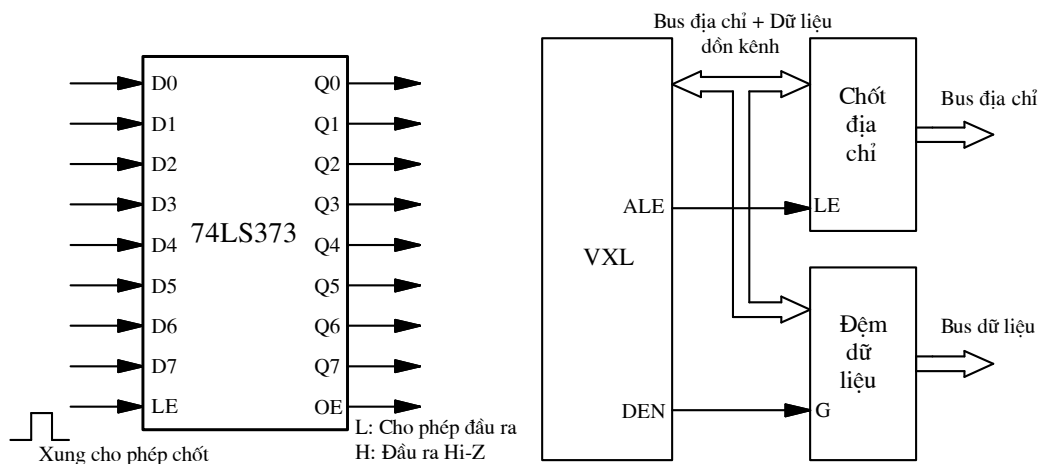 D0
D1
D2
D3
D4
D5
D6
D7
LE
74LS373
Q0
Q1
Q2
Q3
Q4
Q5
Q6
Q7
OE
Xung cho phép chốt
L: Cho phép đầu ra
H: Đầu ra Hi-Z
Bus địa chỉ + Dữ liệu
dồn kênh
VXL
ALE
DEN
Chốt
địa
chỉ
LE
Bus địa chỉ
Đệm
dữ
liệu
G
Bus dữ liệu